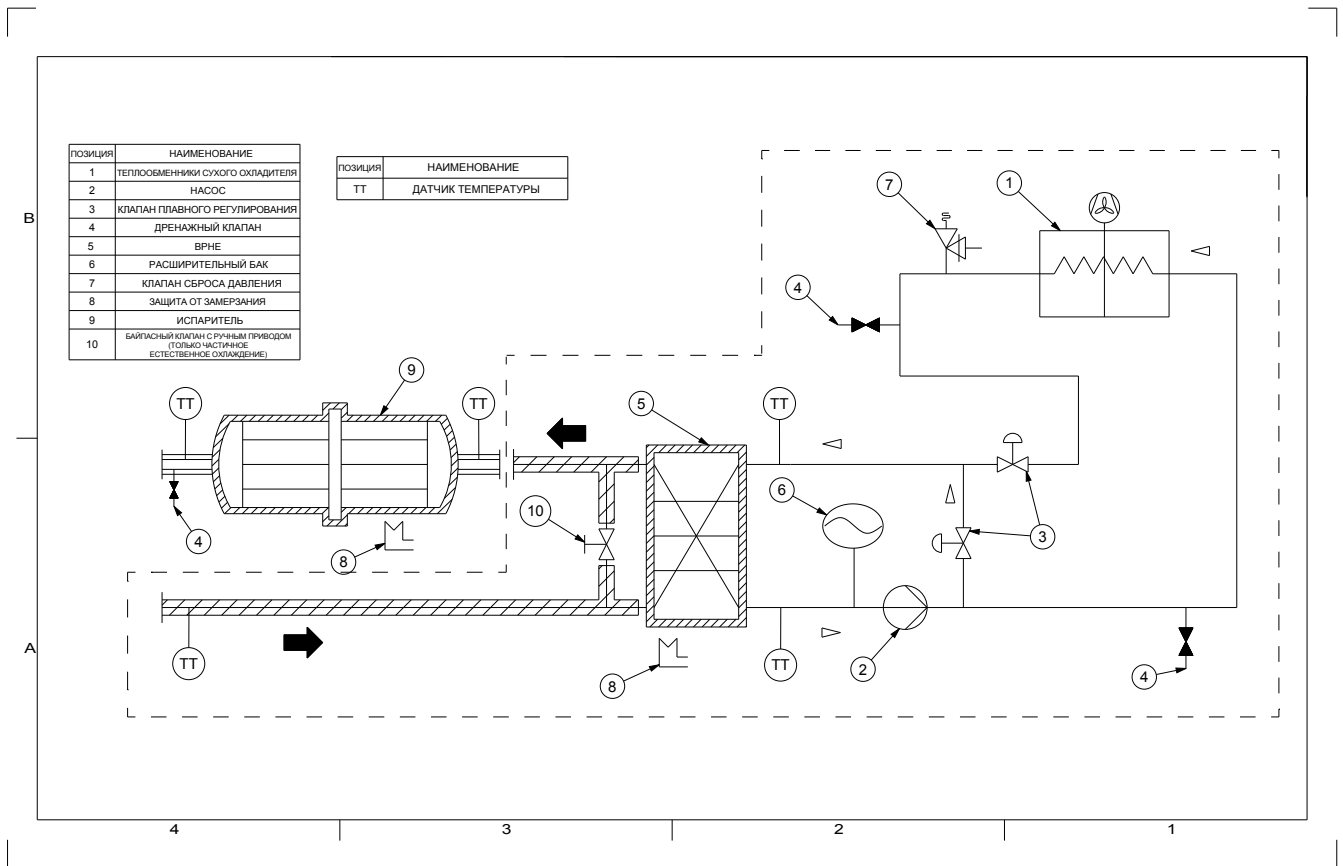 ПОЗИЦИЯ НАИМЕНОВАНИЕ
1 ТЕПЛООБМЕННИКИ СУХОГО ОХЛАДИТЕЛЯ
2 НАСОС
3 КЛАПАН ПЛАВНОГО РЕГУЛИРОВАНИЯ
4 ДРЕНАЖНЫЙ КЛАПАН
5 BPHE
6 РАСШИРИТЕЛЬНЫЙ БАК
7 КЛАПАН СБРОСА ДАВЛЕНИЯ
8 ЗАЩИТА ОТ ЗАМЕРЗАНИЯ
9 ИСПАРИТЕЛЬ
10 БАЙПАСНЫЙ КЛАПАН С РУЧНЫМ ПРИВОДОМ
(ТОЛЬКО ЧАСТИЧНОЕ
ЕСТЕСТВЕННОЕ ОХЛАЖДЕНИЕ)
ПОЗИЦИЯ НАИМЕНОВАНИЕ
TT ДАТЧИК ТЕМПЕРАТУРЫ
B
7
1
4
9
TT
TT
5
TT
6
10
3
4
8
A
TT
8
TT
2
4
4
3
2
1